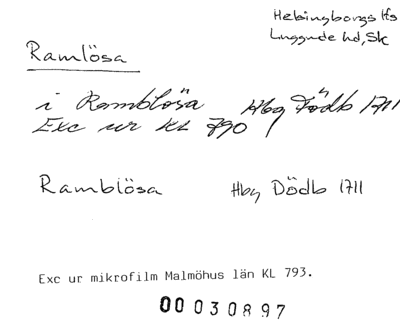 Helsingborgs lfs
Luggude hd, Sk
Ramlösa
i Ramblösa Hbg Dödb 1711
Exc ur KL 790
Ramblösa Hbg Dödb 1711
Exc ur mikrofilm Malmöhus län KL 793.
00030897